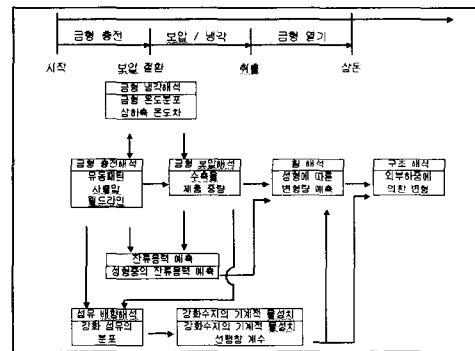 금형 충전
보압 / 냉각
금형 열기
시작
보압 절환
취출
금형 냉각해석
금형 온도분포
상하측 온도차
금형 충전해석
유동패턴
사출압
웰드라인
금형 보압해석
수축률
제품 중량
휨 해석
성형에 따른
변형량 예측
구조 해석
외부하중에
의한 변형
잔류응력 예측
성형중의 잔류응력 예측
섬유 배향해석
강화 섬유의
분포
강화수지의 기계적 물성치
강화수지의 기계적 물성치
선팽창 계수